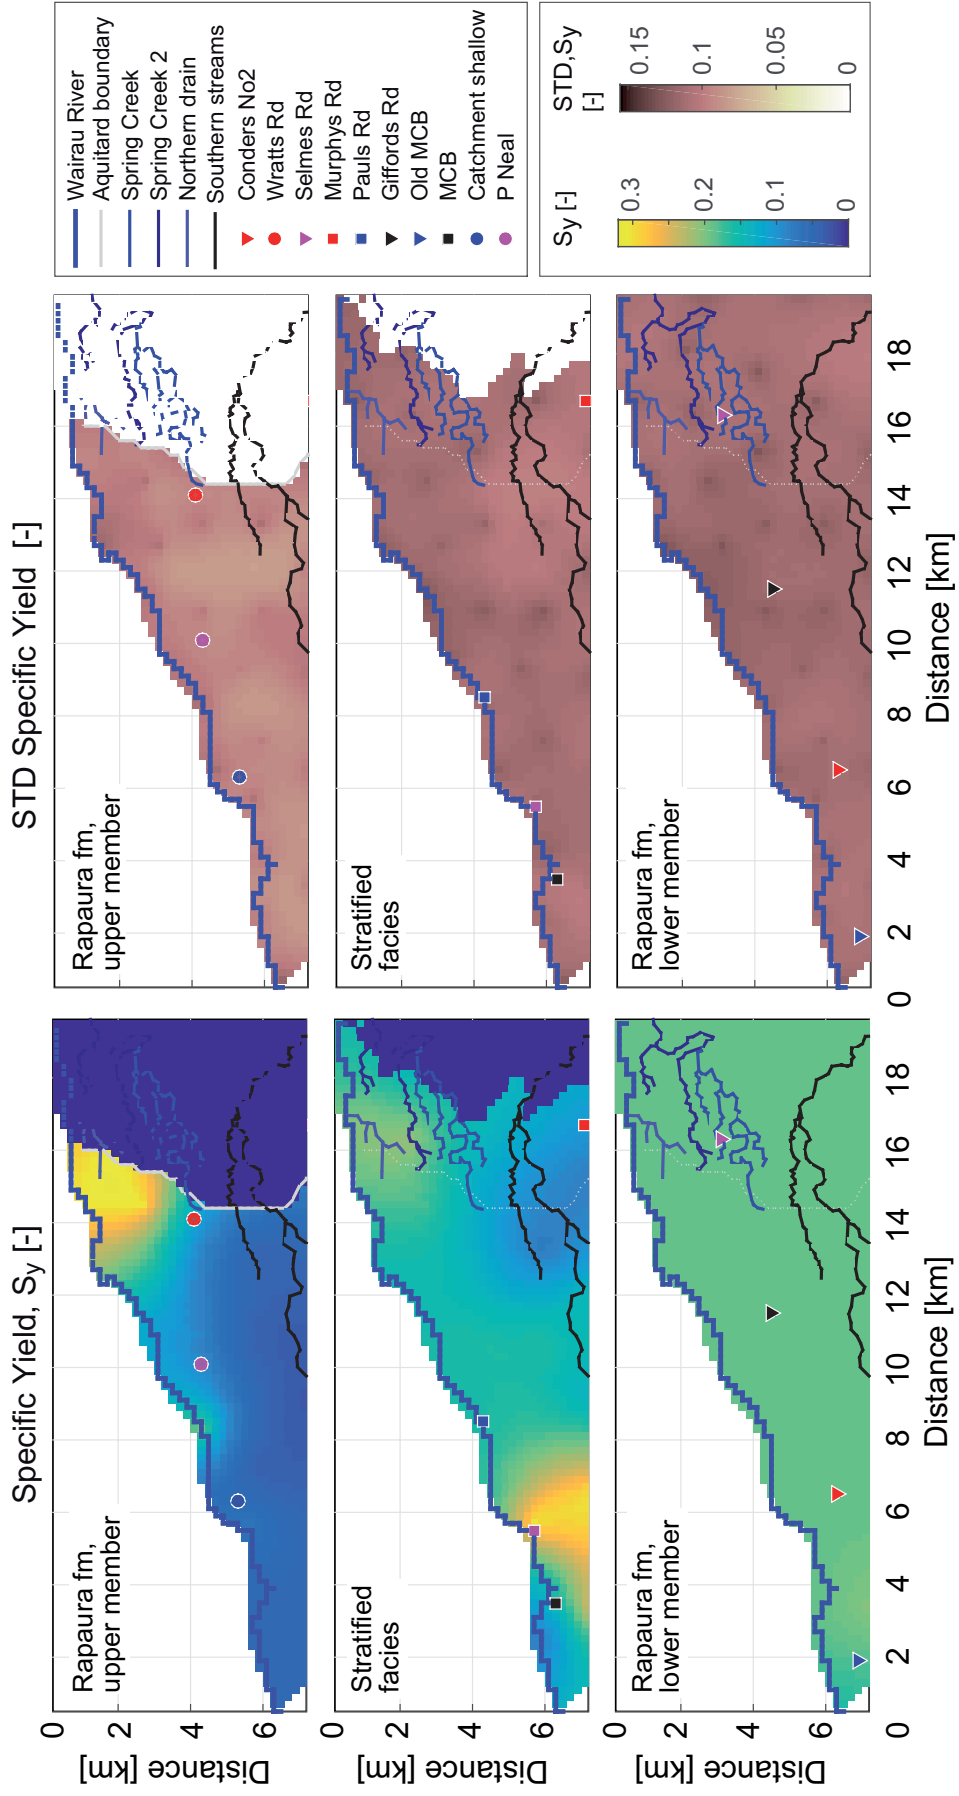 Specific Yield, Sy [-]
STD Specific Yield [-]
Rapaura fm,
upper member
Rapaura fm,
upper member
0
2
4
6
Distance [km]
Stratified
facies
Stratified
facies
0
2
4
6
Distance [km]
Rapaura fm,
lower member
Rapaura fm,
lower member
0
2
4
6
Distance [km]
0 2 4 6 8 10 12 14 16 18
Distance [km]
0 2 4 6 8 10 12 14 16 18
Distance [km]
Wairau River
Aquitard boundary
Spring Creek
Spring Creek 2
Northern drain
Southern streams
Conders No2
Wratts Rd
Selmes Rd
Murphys Rd
Pauls Rd
Giffords Rd
Old MCB
MCB
Catchment shallow
P Neal
Sy [-]
0.3
0.2
0.1
0
STD,Sy
[-]
0.15
0.1
0.05
0